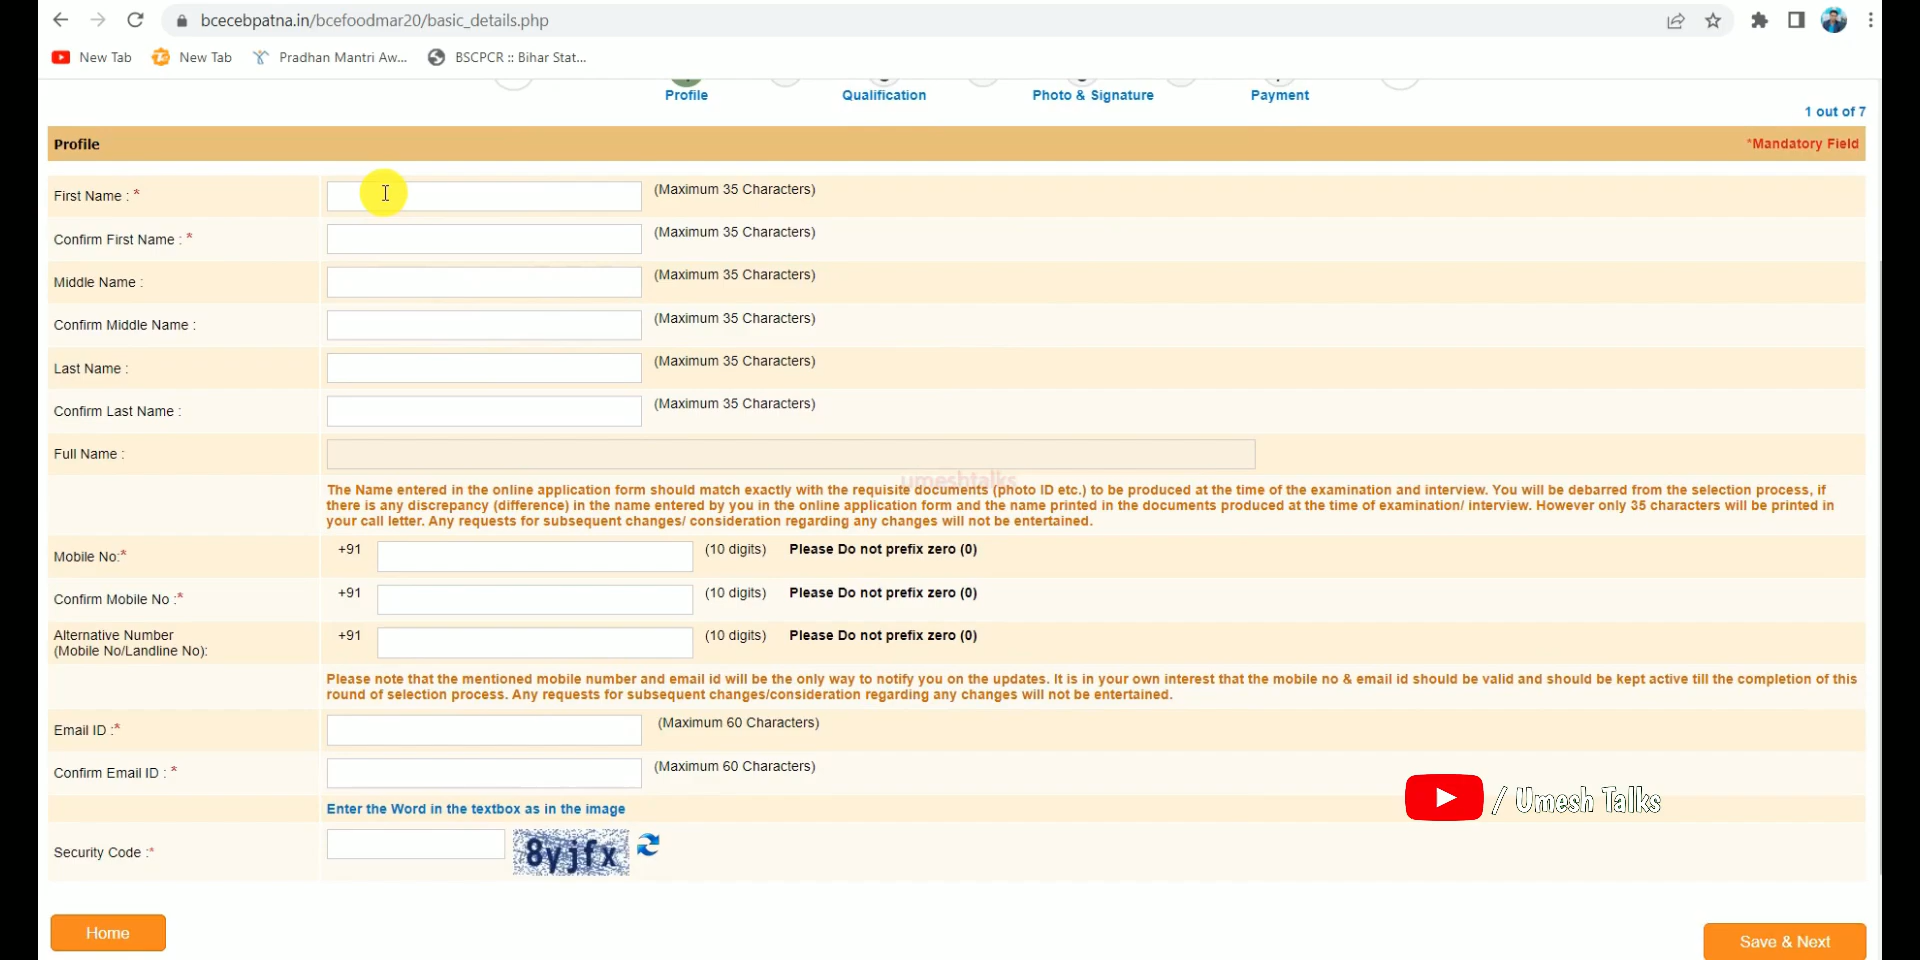 bcecebpatna.in/bcefoodmar20/basic_details.php
New Tab
New Tab
Pradhan Mantri Aw...
BSCPCR :: Bihar Stat...
Profile
Qualification
Photo & Signature
Payment
1 out of 7
Profile
*Mandatory Field
First Name : *
(Maximum 35 Characters)
Confirm First Name : *
(Maximum 35 Characters)
Middle Name :
(Maximum 35 Characters)
Confirm Middle Name :
(Maximum 35 Characters)
Last Name :
(Maximum 35 Characters)
Confirm Last Name :
(Maximum 35 Characters)
Full Name :
umeshtalks
The Name entered in the online application form should match exactly with the requisite documents (photo ID etc.) to be produced at the time of the examination and interview. You will be debarred from the selection process, if
there is any discrepancy (difference) in the name entered by you in the online application form and the name printed in the documents produced at the time of examination/ interview. However only 35 characters will be printed in
your call letter. Any requests for subsequent changes/ consideration regarding any changes will not be entertained.
Mobile No:*
+91
(10 digits)
Please Do not prefix zero (0)
Confirm Mobile No :*
+91
(10 digits)
Please Do not prefix zero (0)
Alternative Number
(Mobile No/Landline No):
+91
(10 digits)
Please Do not prefix zero (0)
Please note that the mentioned mobile number and email id will be the only way to notify you on the updates. It is in your own interest that the mobile no & email id should be valid and should be kept active till the completion of this
round of selection process. Any requests for subsequent changes/consideration regarding any changes will not be entertained.
Email ID :*
(Maximum 60 Characters)
Confirm Email ID : *
(Maximum 60 Characters)
/ Umesh Talks
Enter the Word in the textbox as in the image
Security Code :*
8yjfx
Home
Save & Next